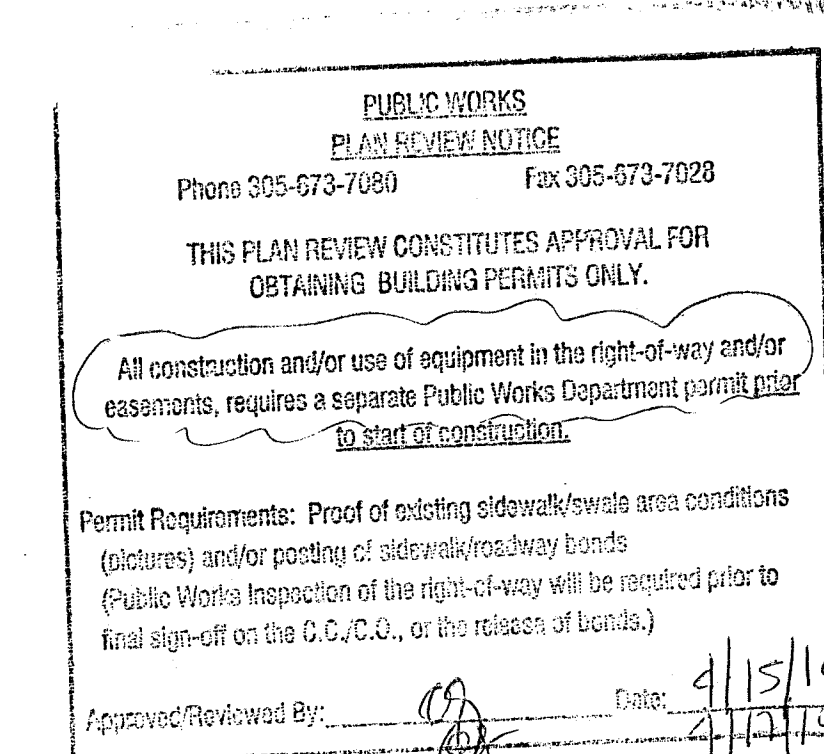 PUBLIC WORKS
PLAN REVIEW NOTICE
Phone 305-673-7080 Fax 305-673-7028
THIS PLAN REVIEW CONSTITUTES APPROVAL FOR
OBTAINING BUILDING PERMITS ONLY.
All construction and/or use of equipment in the right-of-way and/or
easements, requires a separate Public Works Department permit prior
to start of construction.
Permit Requirements: Proof of existing sidewalk/swale area conditions
(pictures) and/or posting of sidewalk/roadway bonds
(Public Works Inspection of the right-of-way will be required prior to
final sign-off on the C.C./C.O., or the release of bonds.)
Approved/Reviewed By: Date: 4/15/1